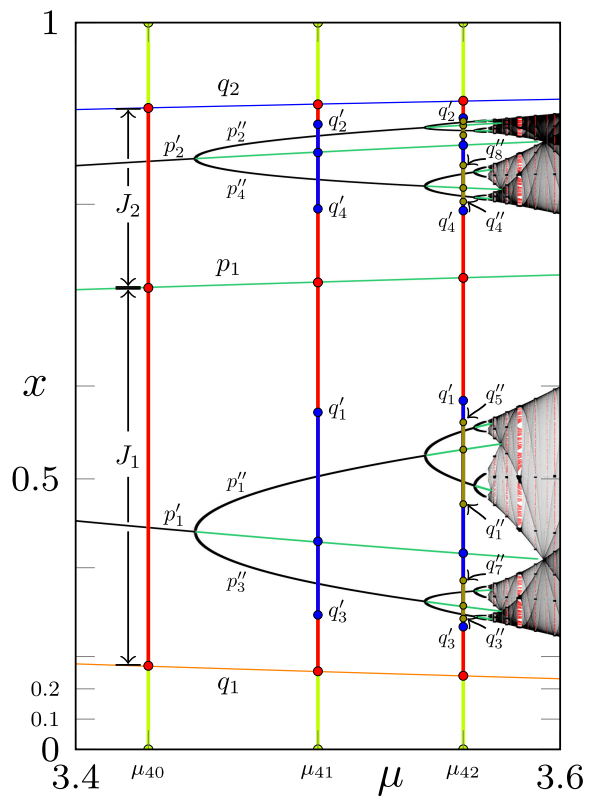 1
q₂
q′₂
p″₂
p′₂
q′₂
q″₈
p″₄
q′₄
q′₄
q″₄
J₂
p₁
x
q′₁
q″₅
q′₁
p″₁
J₁
0.5
p′₁
q″₁
q″₇
p″₃
q′₃
q′₃
q″₃
q₁
0.2
0.1
0
μ₄₀
μ₄₁
μ₄₂
3.4
μ
3.6